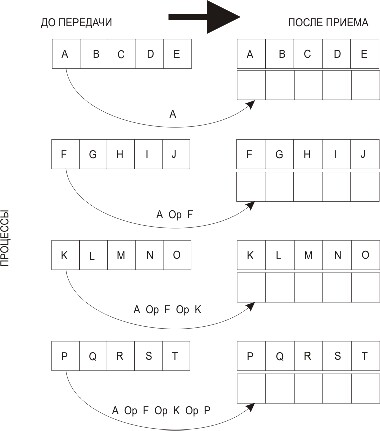 ДО ПЕРЕДАЧИ ПОСЛЕ ПРИЕМА
A B C D E A B C D E
A
F G H I J F G H I J
A Op F
ПРОЦЕССЫ
K L M N O K L M N O
A Op F Op K
P Q R S T P Q R S T
A Op F Op K Op P